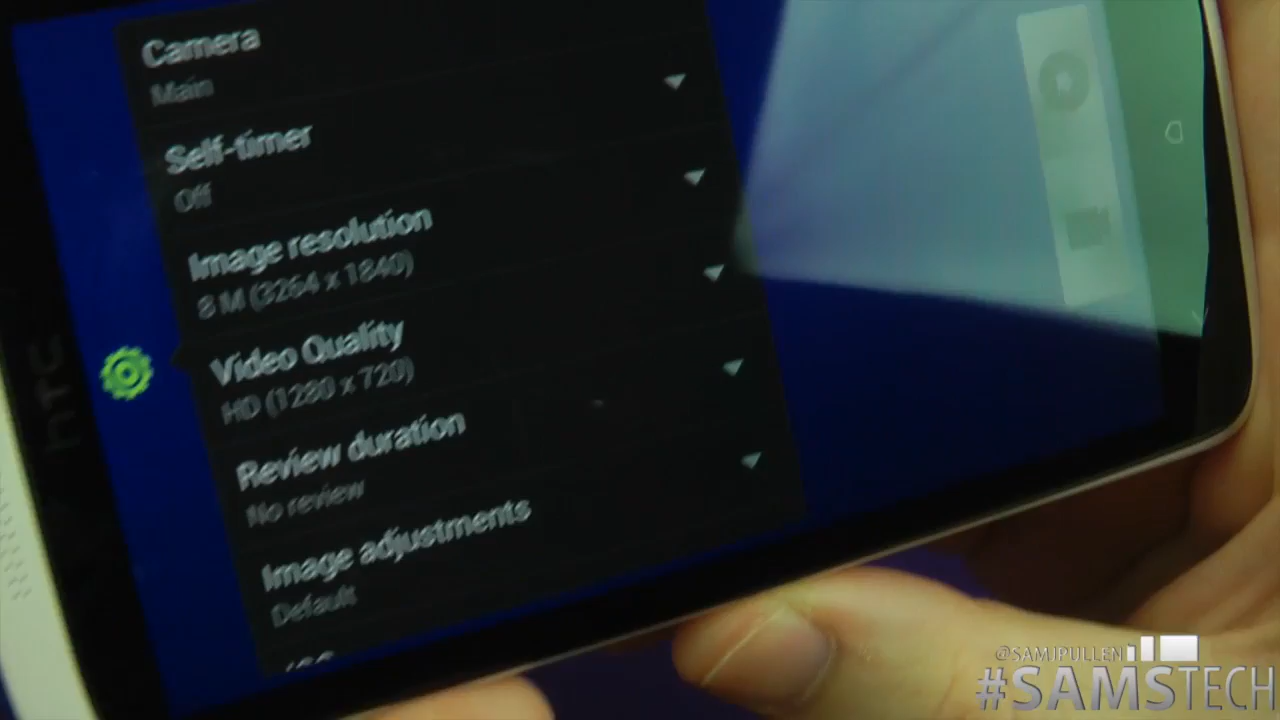 Camera
Main
Self-timer
Off
Image resolution
8 M (3264 x 1840)
Video Quality
HD (1280 x 720)
Review duration
No review
Image adjustments
Default
hTC
@SAMJPULLEN
#SAMSTECH